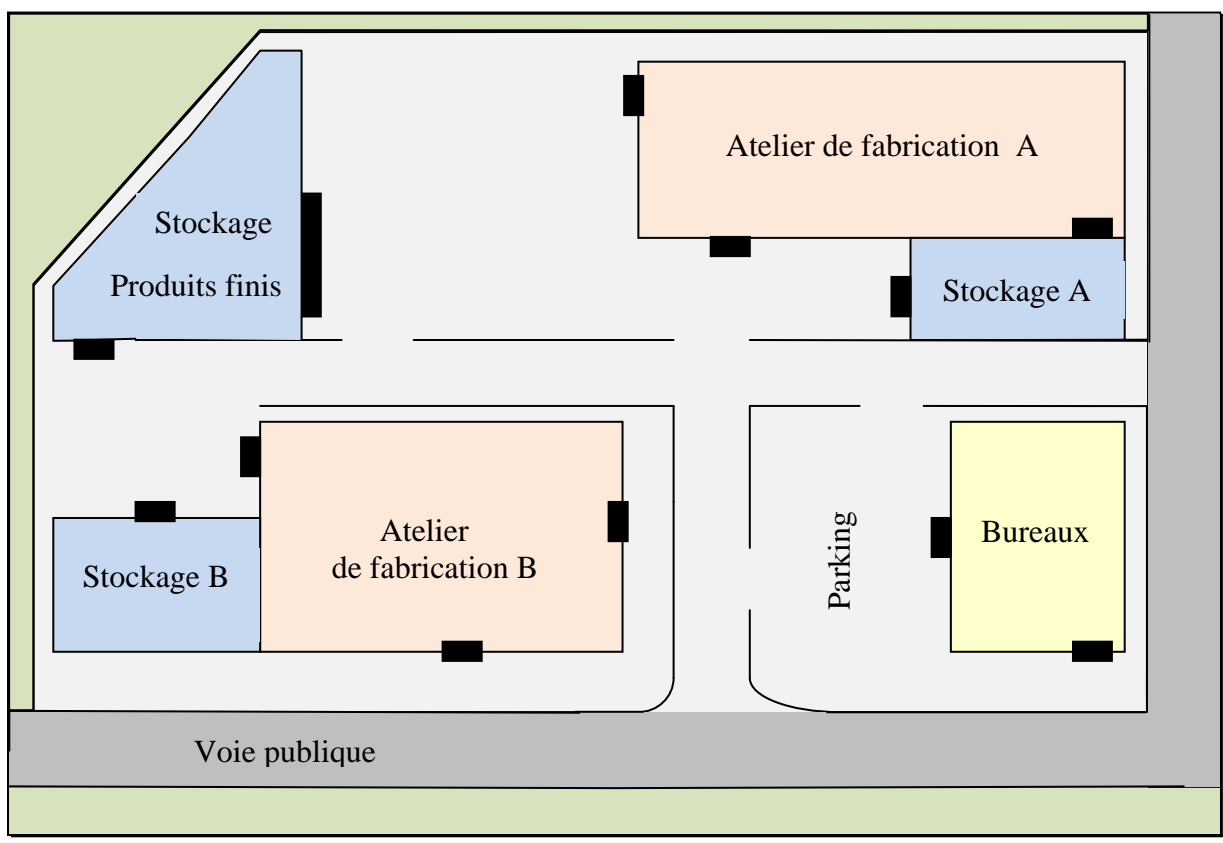 Atelier de fabrication A
Stockage
Produits finis
Stockage A
Atelier
de fabrication B
Stockage B
Parking
Bureaux
Voie publique